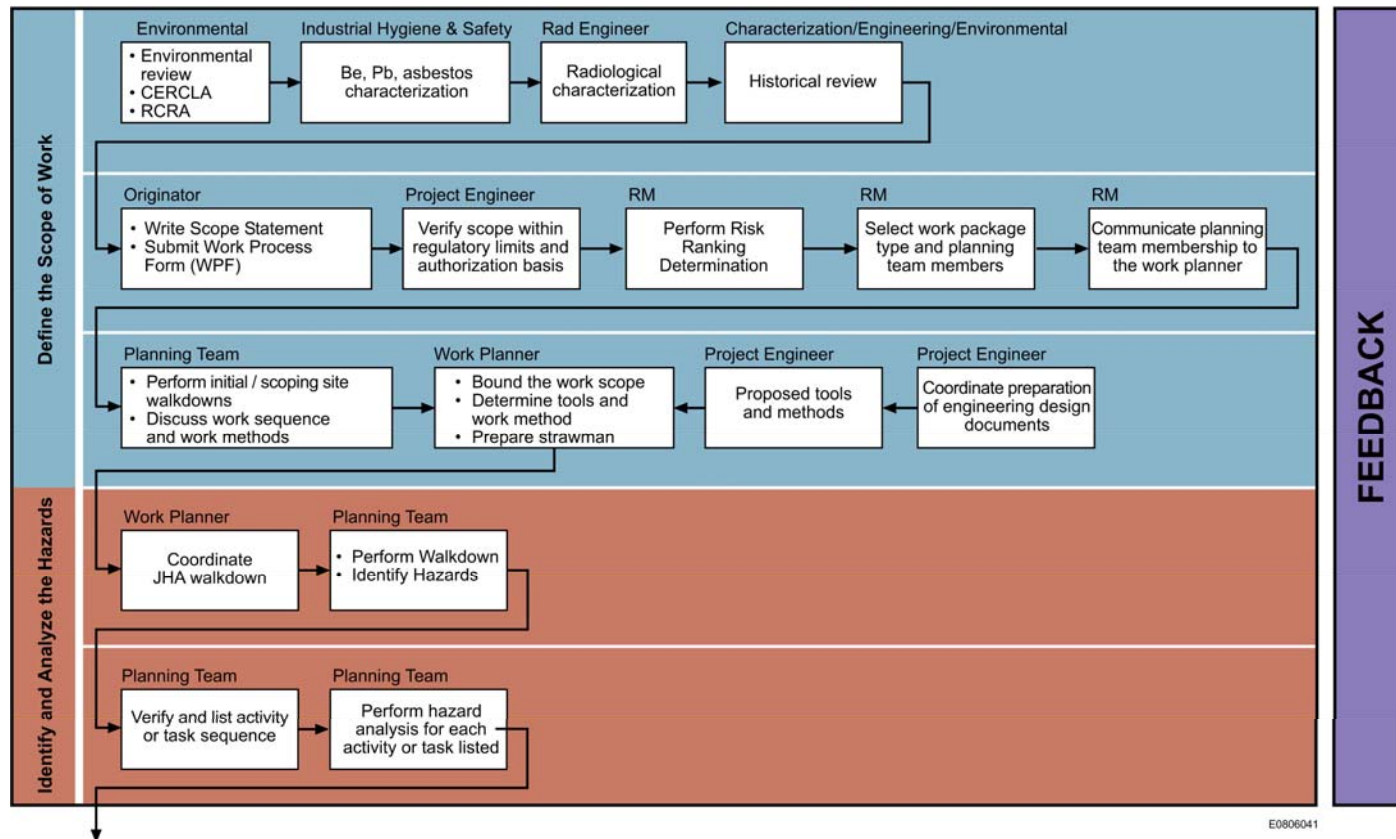 Define the Scope of Work
Environmental
• Environmental
review
• CERCLA
• RCRA
Industrial Hygiene & Safety
Be, Pb, asbestos
characterization
Rad Engineer
Radiological
characterization
Characterization/Engineering/Environmental
Historical review
Originator
• Write Scope Statement
• Submit Work Process
Form (WPF)
Project Engineer
Verify scope within
regulatory limits and
authorization basis
RM
Perform Risk
Ranking
Determination
RM
Select work package
type and planning
team members
RM
Communicate planning
team membership to
the work planner
Planning Team
• Perform initial / scoping site
walkdowns
• Discuss work sequence
and work methods
Work Planner
• Bound the work scope
• Determine tools and
work method
• Prepare strawman
Project Engineer
Proposed tools
and methods
Project Engineer
Coordinate preparation
of engineering design
documents
Identify and Analyze the Hazards
Work Planner
Coordinate
JHA walkdown
Planning Team
• Perform Walkdown
• Identify Hazards
Planning Team
Verify and list activity
or task sequence
Planning Team
Perform hazard
analysis for each
activity or task listed
FEEDBACK
E0806041